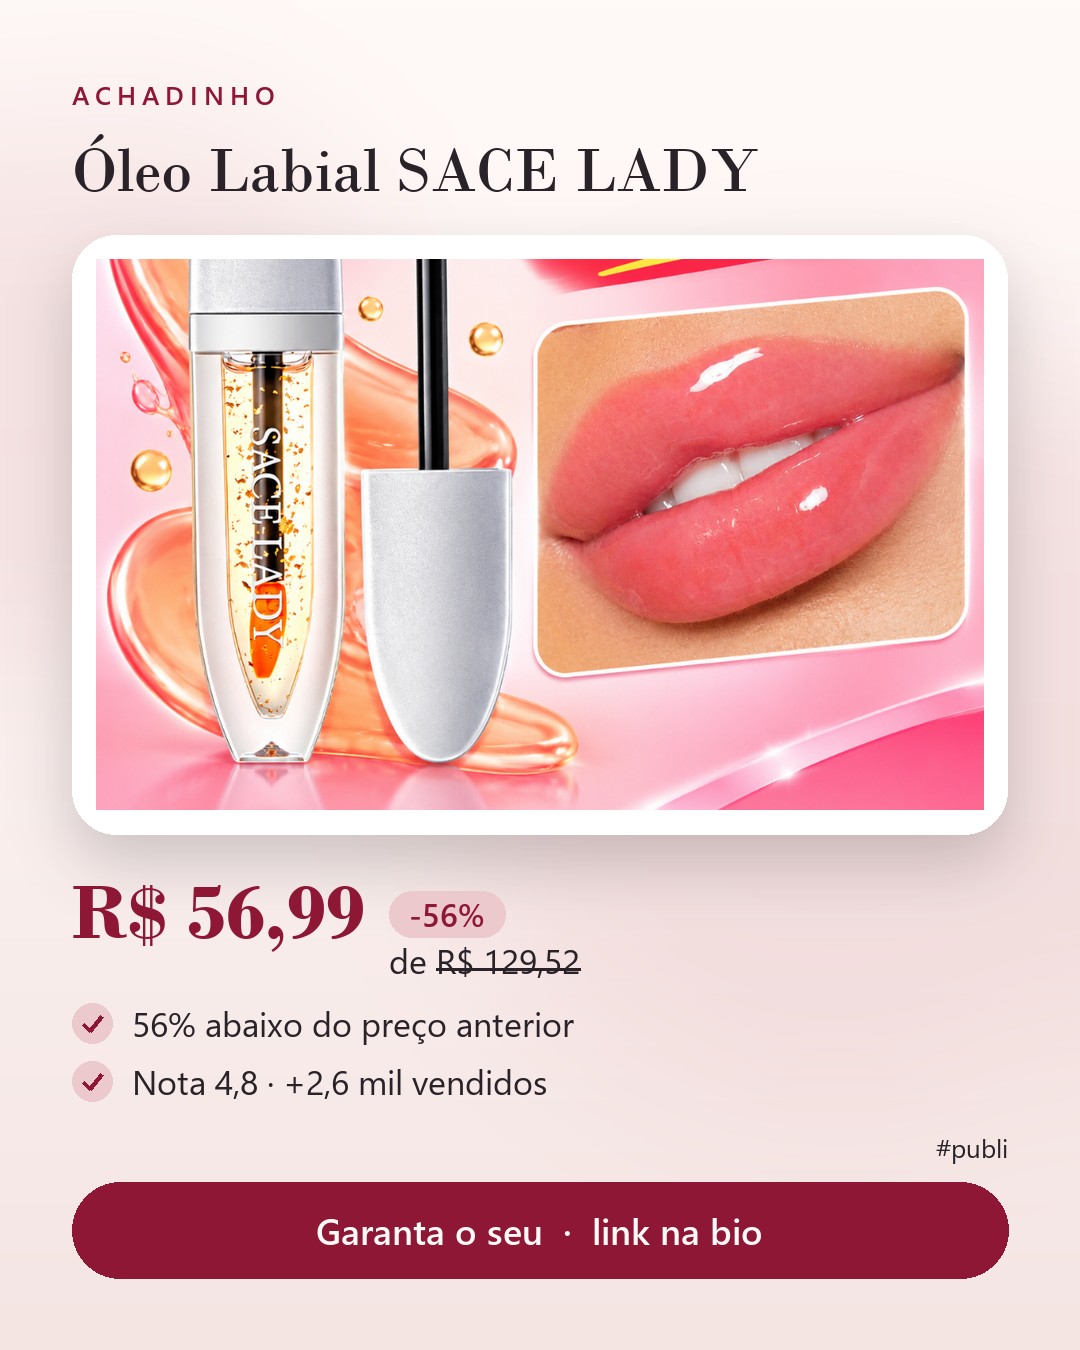 ACHADINHO
Óleo Labial SACE LADY
SACE LADY
R$ 56,99
-56%
de R$ 129,52
56% abaixo do preço anterior
Nota 4,8 · +2,6 mil vendidos
#publi
Garanta o seu · link na bio